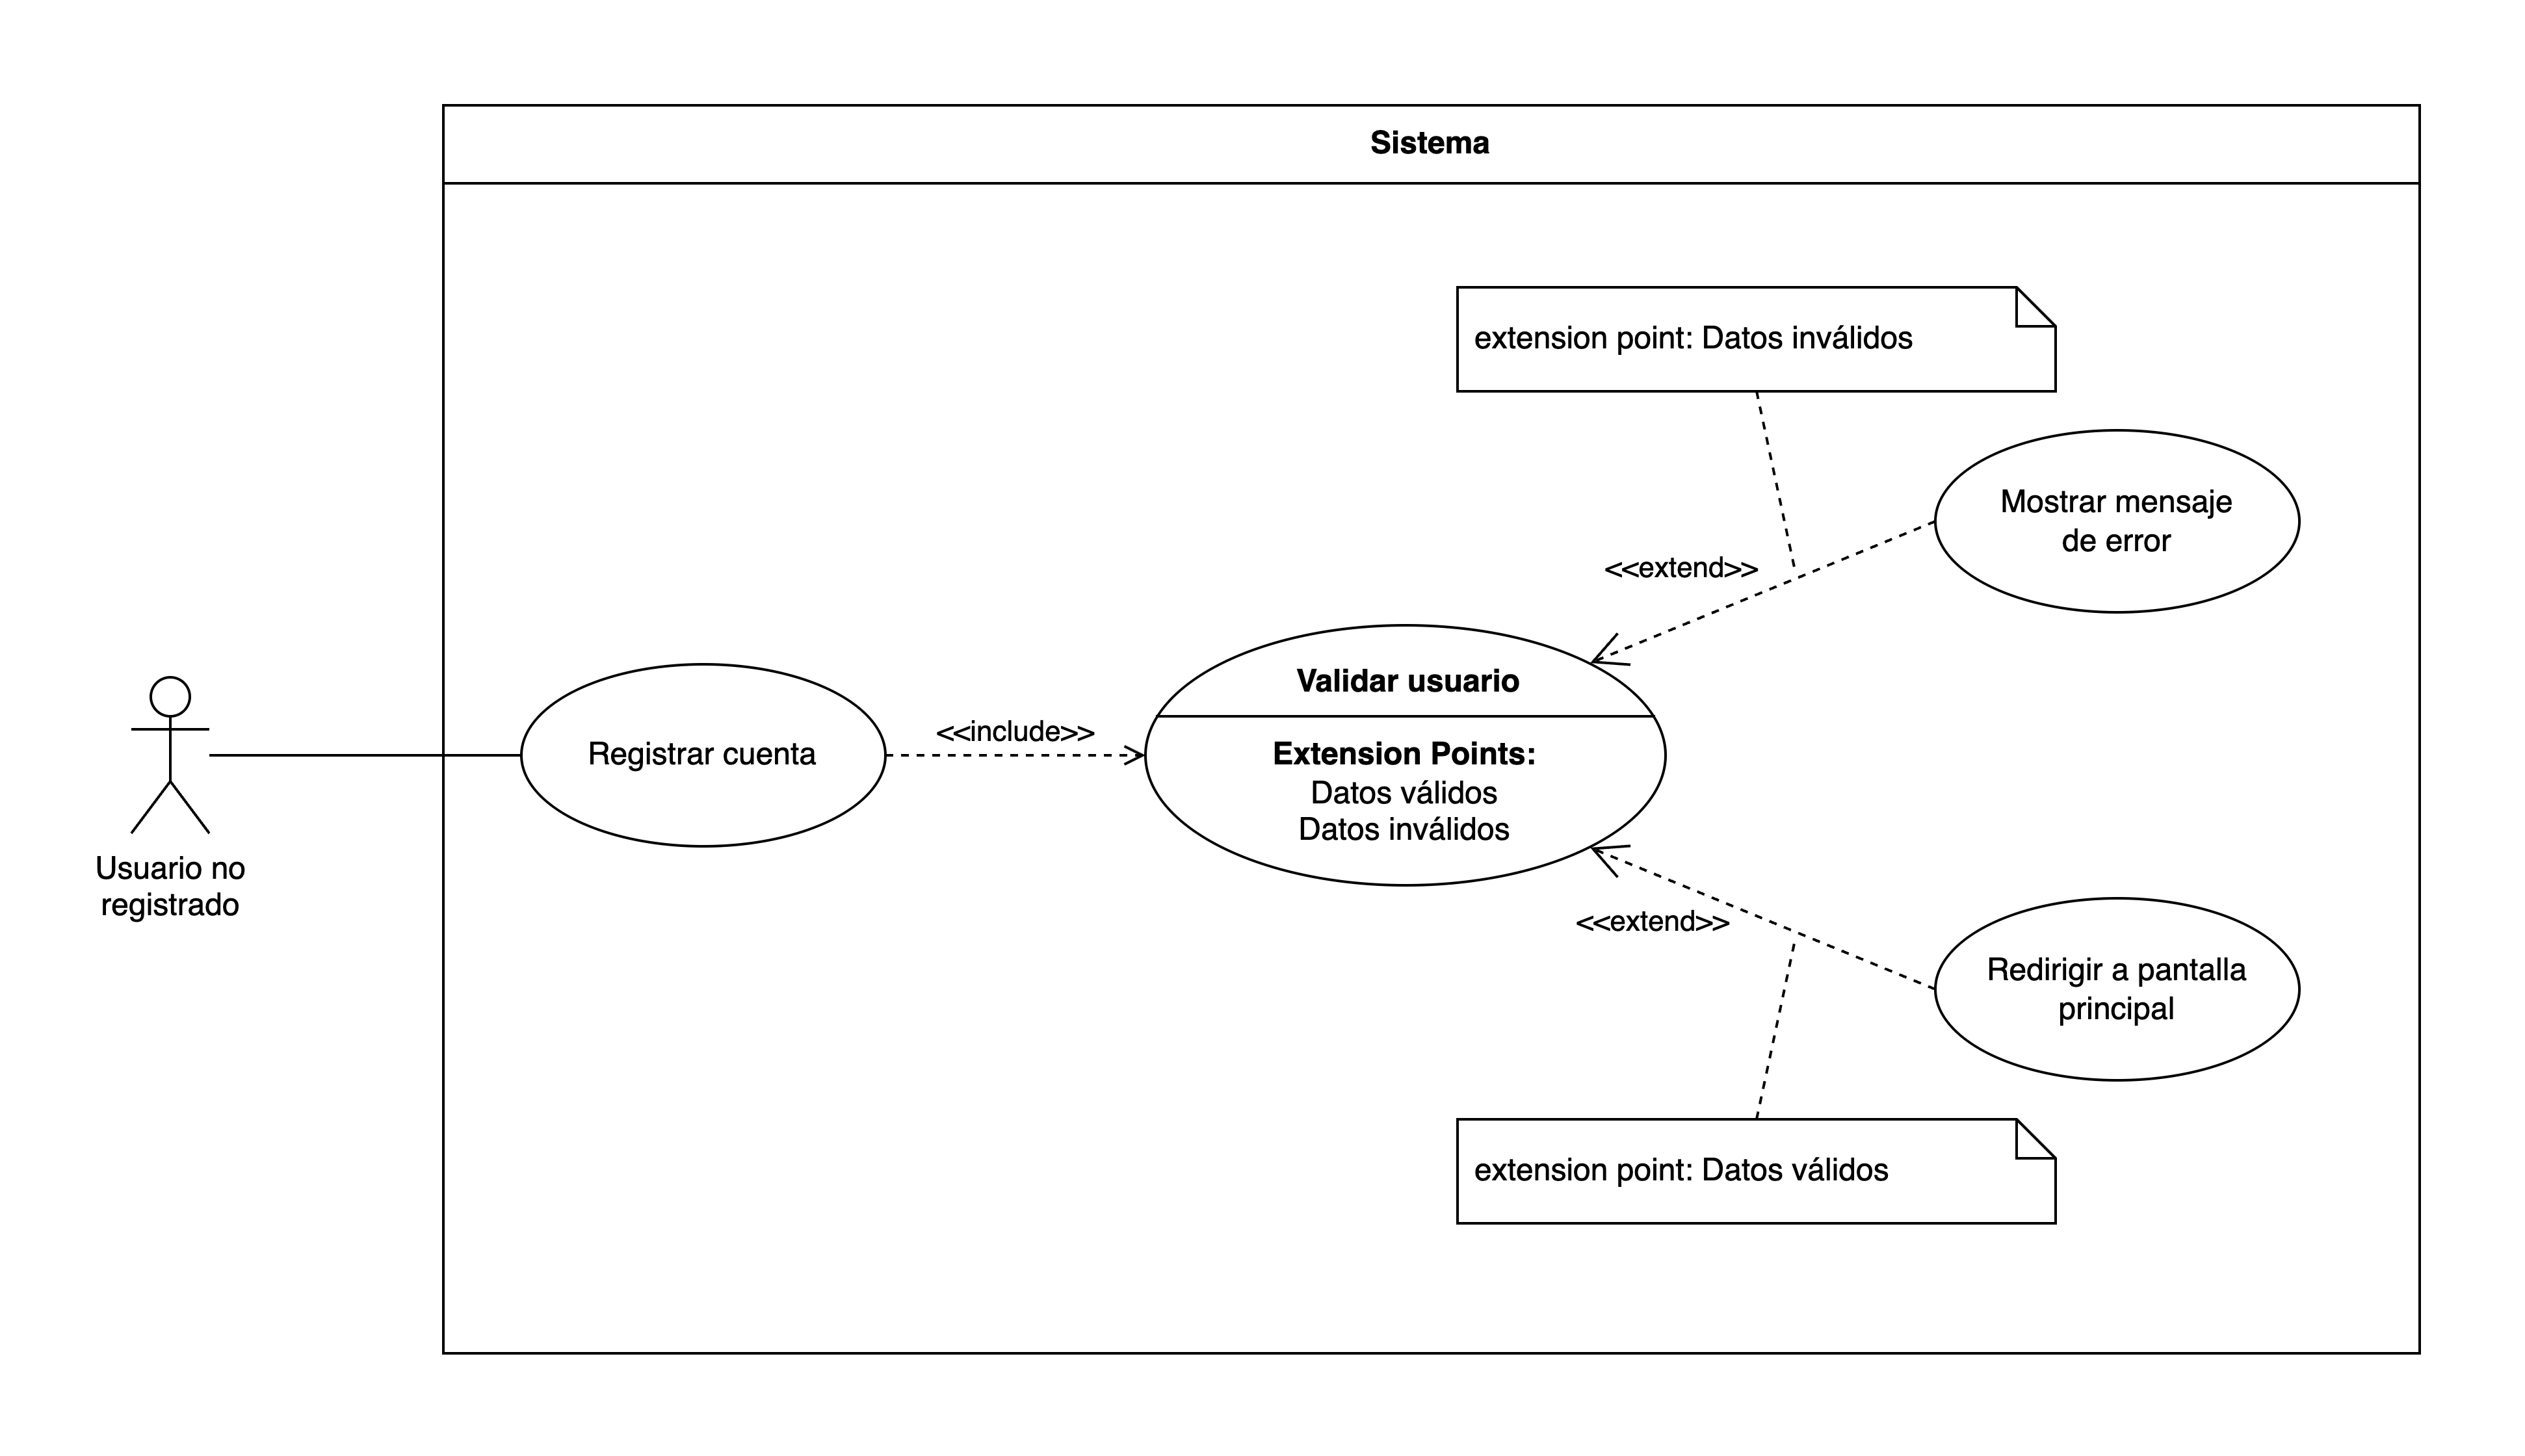 Sistema
extension point: Datos inválidos
Mostrar mensaje
de error
<<extend>>
Validar usuario
Extension Points:
Datos válidos
Datos inválidos
<<include>>
Registrar cuenta
Usuario no
registrado
<<extend>>
Redirigir a pantalla
principal
extension point: Datos válidos